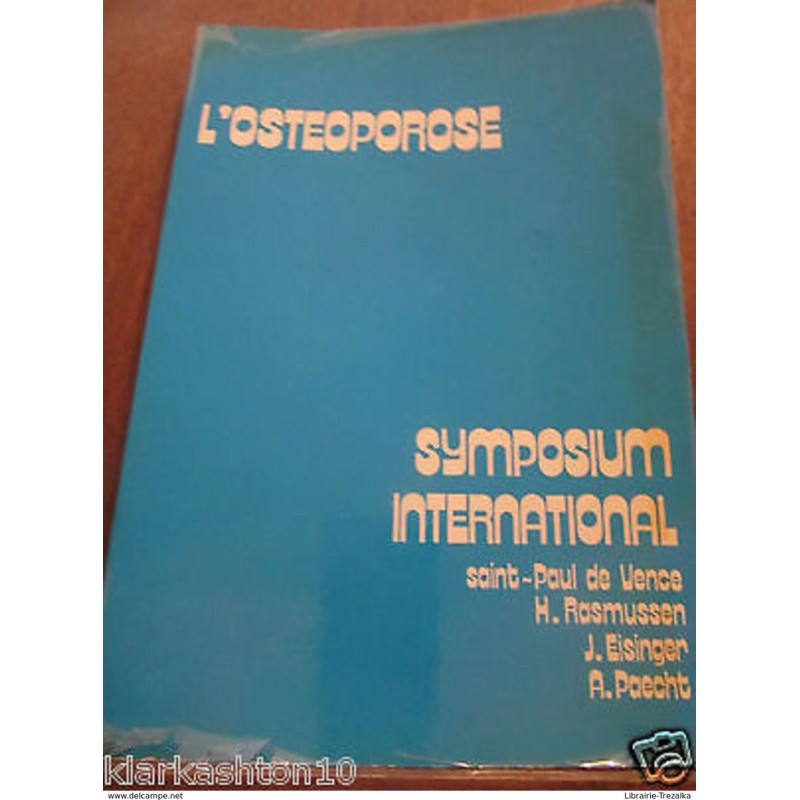 L'OSTEOPOROSE
SYMPOSIUM
INTERNATIONAL
saint-Paul de Vence
H. Rasmussen
J. Eisinger
A. Paecht
klarkashton10
www.delcampe.net
Librairie-Trezalka